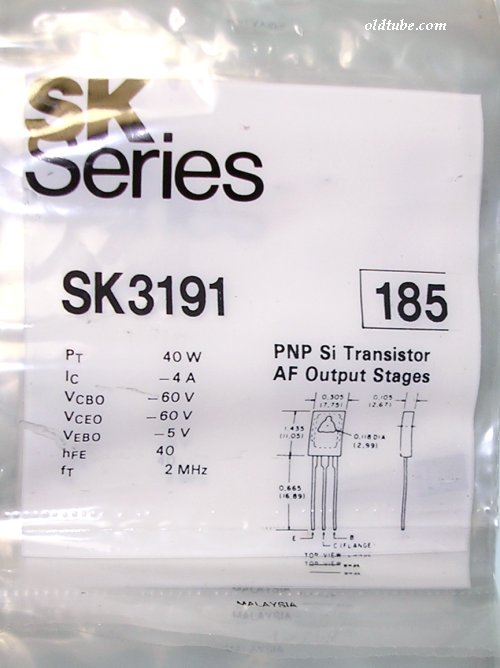 oldtube.com
SK
Series
SK3191
185
PT 40 W
IC −4 A
VCBO −60 V
VCEO −60 V
VEBO −5 V
hFE 40
fT 2 MHz
PNP Si Transistor
AF Output Stages
0.305
(7.75)
0.105
(2.67)
1.435
(11.05)
0.118 DIA
(2.99)
0.665
(16.89)
E
B
C (FLANGE)
TOP VIEW
TOP VIEW
MALAYSIA